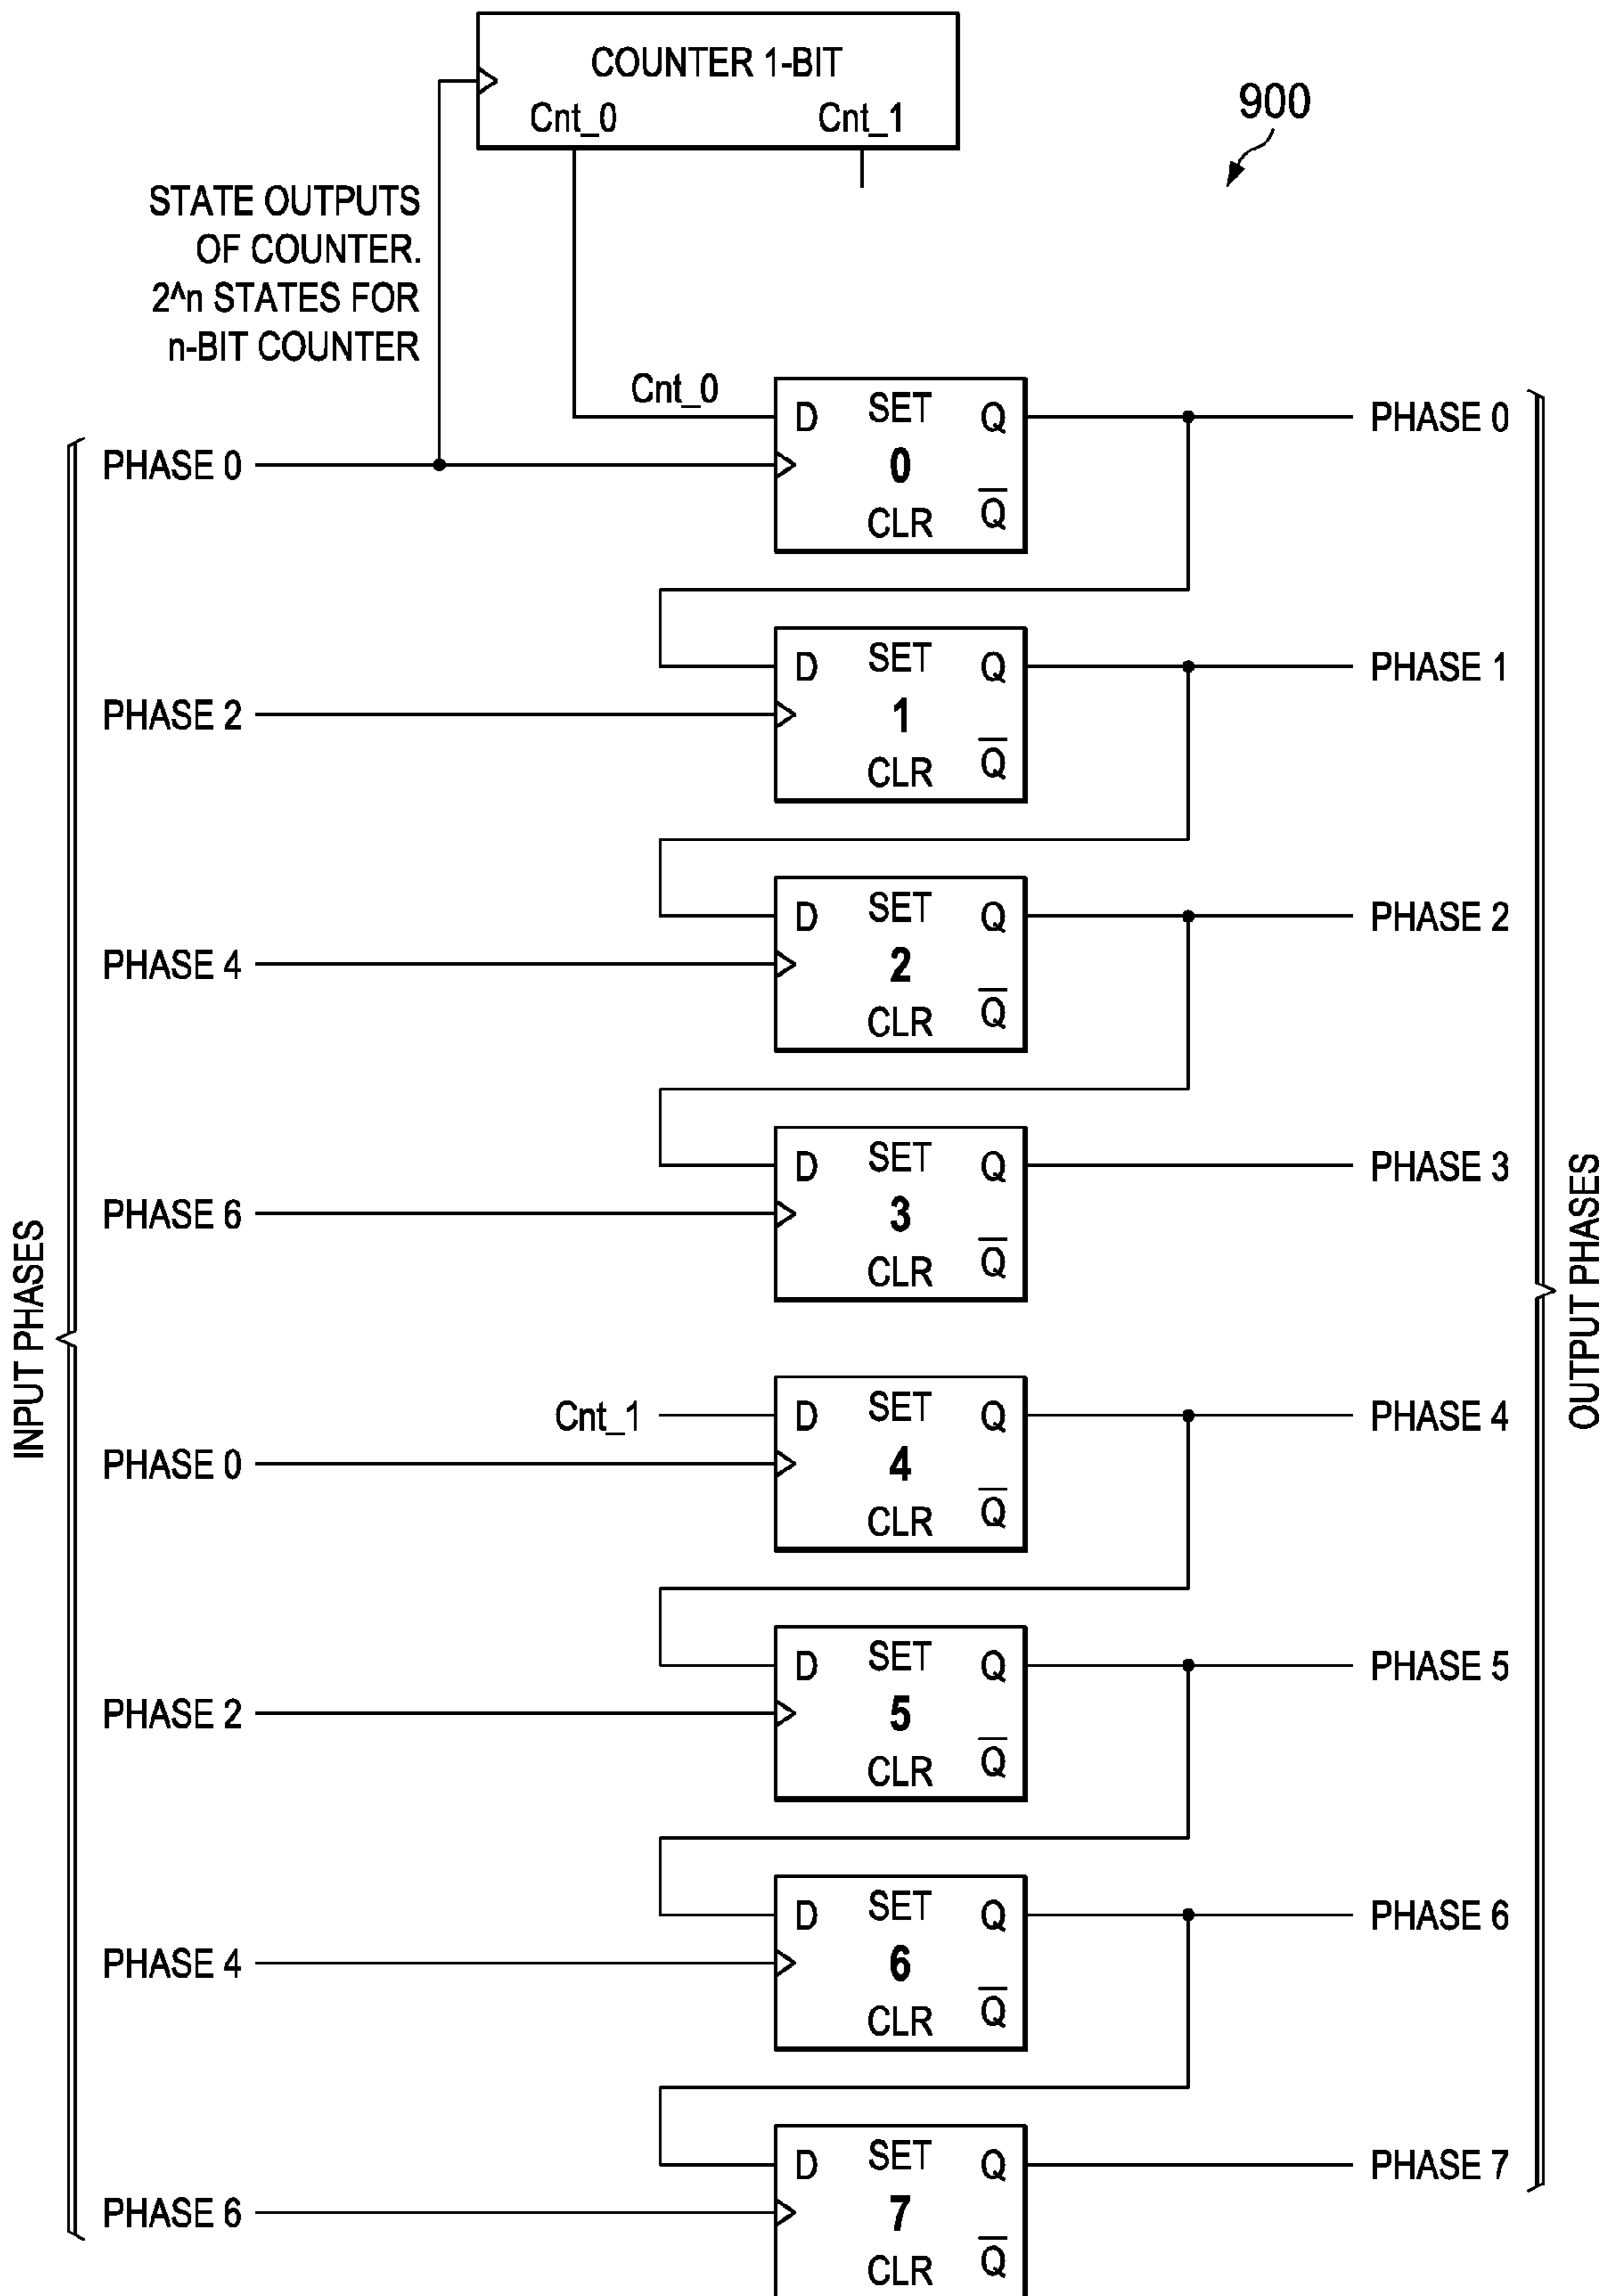 COUNTER 1-BIT
Cnt_0 Cnt_1
900
STATE OUTPUTS
OF COUNTER.
2^n STATES FOR
n-BIT COUNTER
Cnt_0
D SET Q
PHASE 0
PHASE 0
0
CLR Q̅
D SET Q
PHASE 1
PHASE 2
1
CLR Q̅
D SET Q
PHASE 2
PHASE 4
2
CLR Q̅
D SET Q
PHASE 3
PHASE 6
3
CLR Q̅
INPUT PHASES
OUTPUT PHASES
Cnt_1
D SET Q
PHASE 4
PHASE 0
4
CLR Q̅
D SET Q
PHASE 5
PHASE 2
5
CLR Q̅
D SET Q
PHASE 6
PHASE 4
6
CLR Q̅
D SET Q
PHASE 7
PHASE 6
7
CLR Q̅